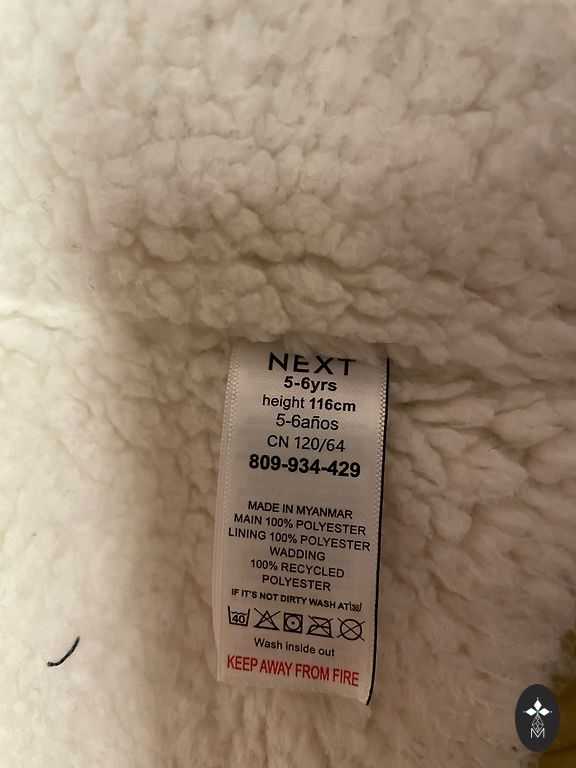 NEXT
5-6yrs
height 116cm
5-6años
CN 120/64
809-934-429
MADE IN MYANMAR
MAIN 100% POLYESTER
LINING 100% POLYESTER
WADDING
100% RECYCLED
POLYESTER
IF IT'S NOT DIRTY WASH AT 30
40
Wash inside out
KEEP AWAY FROM FIRE
M